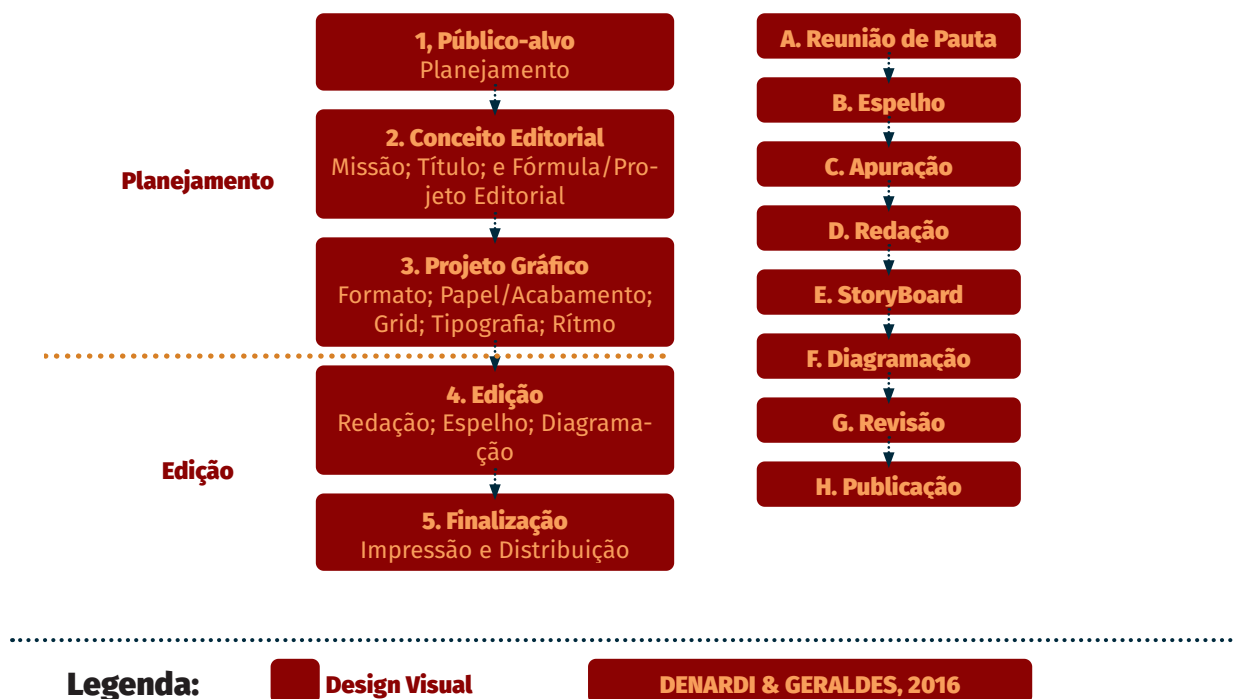 1, Público-alvo
Planejamento
2. Conceito Editorial
Missão; Título; e Fórmula/Pro-
jeto Editorial
Planejamento
3. Projeto Gráfico
Formato; Papel/Acabamento;
Grid; Tipografia; Rítmo
4. Edição
Redação; Espelho; Diagrama-
ção
Edição
5. Finalização
Impressão e Distribuição
A. Reunião de Pauta
B. Espelho
C. Apuração
D. Redação
E. StoryBoard
F. Diagramação
G. Revisão
H. Publicação
Legenda:
Design Visual
DENARDI & GERALDES, 2016